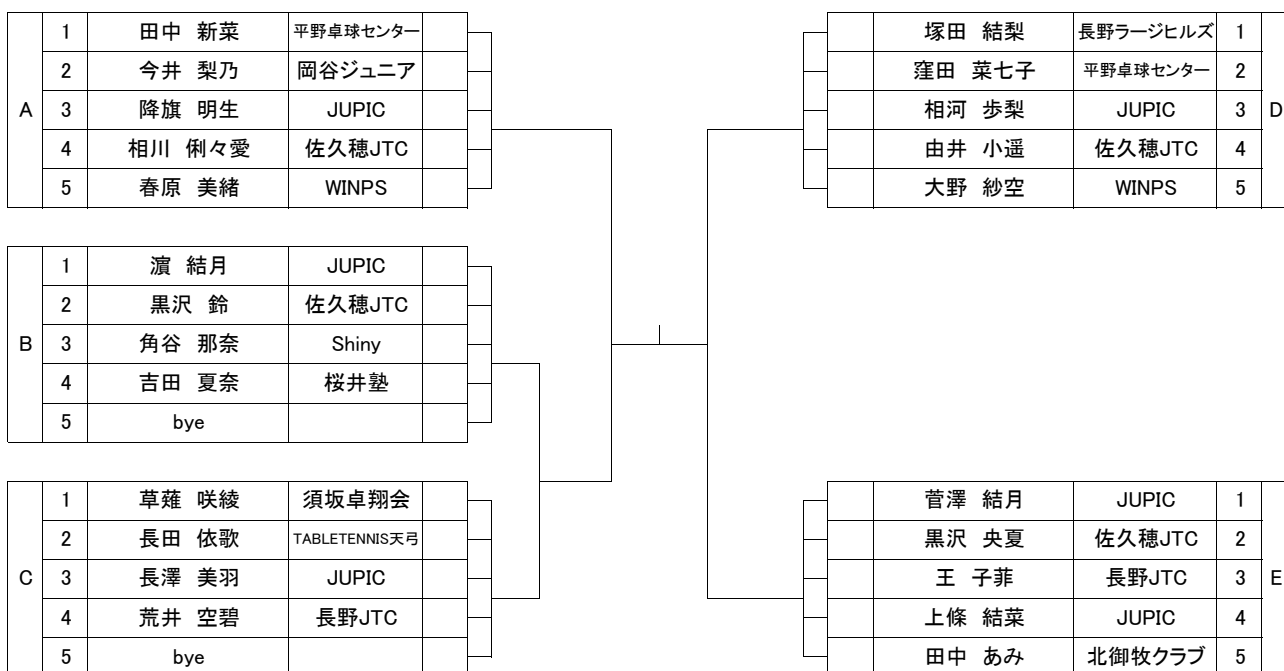 A
1 田中 新菜 平野卓球センター
2 今井 梨乃 岡谷ジュニア
3 降旗 明生 JUPIC
4 相川 俐々愛 佐久穂JTC
5 春原 美緒 WINPS
B
1 濵 結月 JUPIC
2 黒沢 鈴 佐久穂JTC
3 角谷 那奈 Shiny
4 吉田 夏奈 桜井塾
5 bye
C
1 草薙 咲綾 須坂卓翔会
2 長田 依歌 TABLETENNIS天弓
3 長澤 美羽 JUPIC
4 荒井 空碧 長野JTC
5 bye
塚田 結梨 長野ラージヒルズ 1
窪田 菜七子 平野卓球センター 2
相河 歩梨 JUPIC 3
由井 小遥 佐久穂JTC 4
大野 紗空 WINPS 5
D
菅澤 結月 JUPIC 1
黒沢 央夏 佐久穂JTC 2
王 子菲 長野JTC 3
上條 結菜 JUPIC 4
田中 あみ 北御牧クラブ 5
E